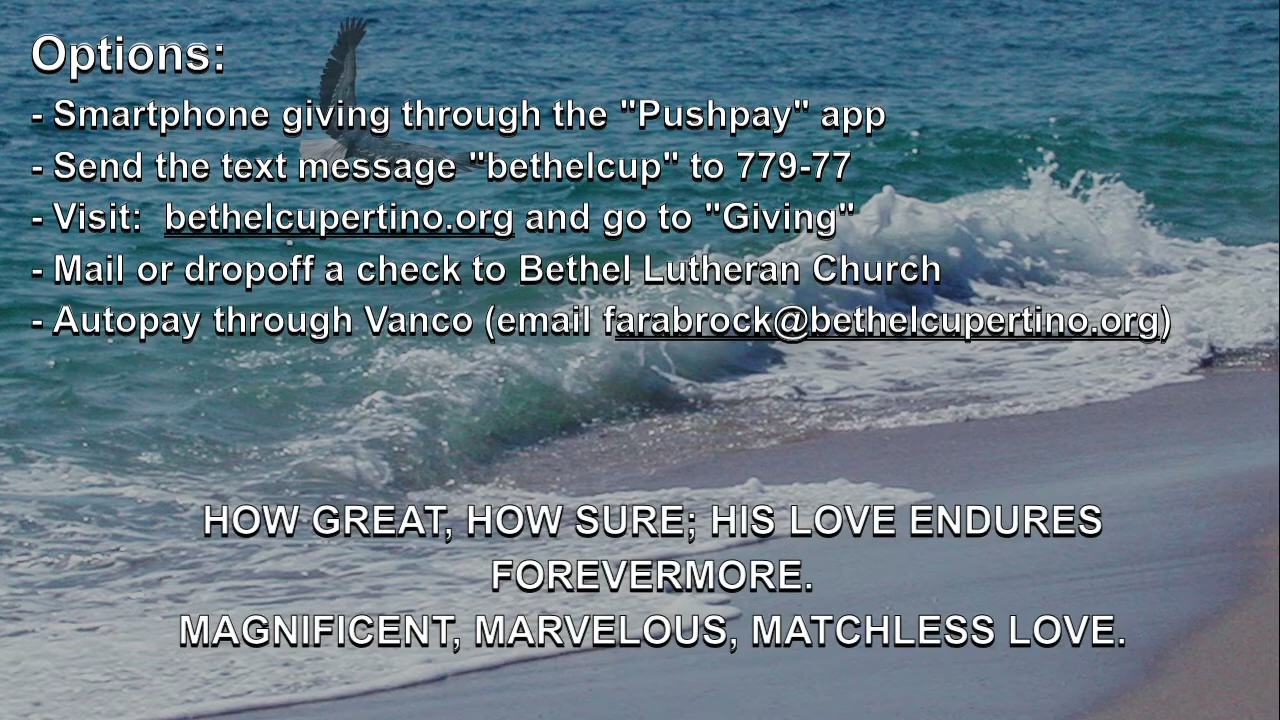 Options:
- Smartphone giving through the "Pushpay" app
- Send the text message "bethelcup" to 779-77
- Visit:  bethelcupertino.org and go to "Giving"
- Mail or dropoff a check to Bethel Lutheran Church
- Autopay through Vanco (email farabrock@bethelcupertino.org)
HOW GREAT, HOW SURE; HIS LOVE ENDURES
FOREVERMORE.
MAGNIFICENT, MARVELOUS, MATCHLESS LOVE.